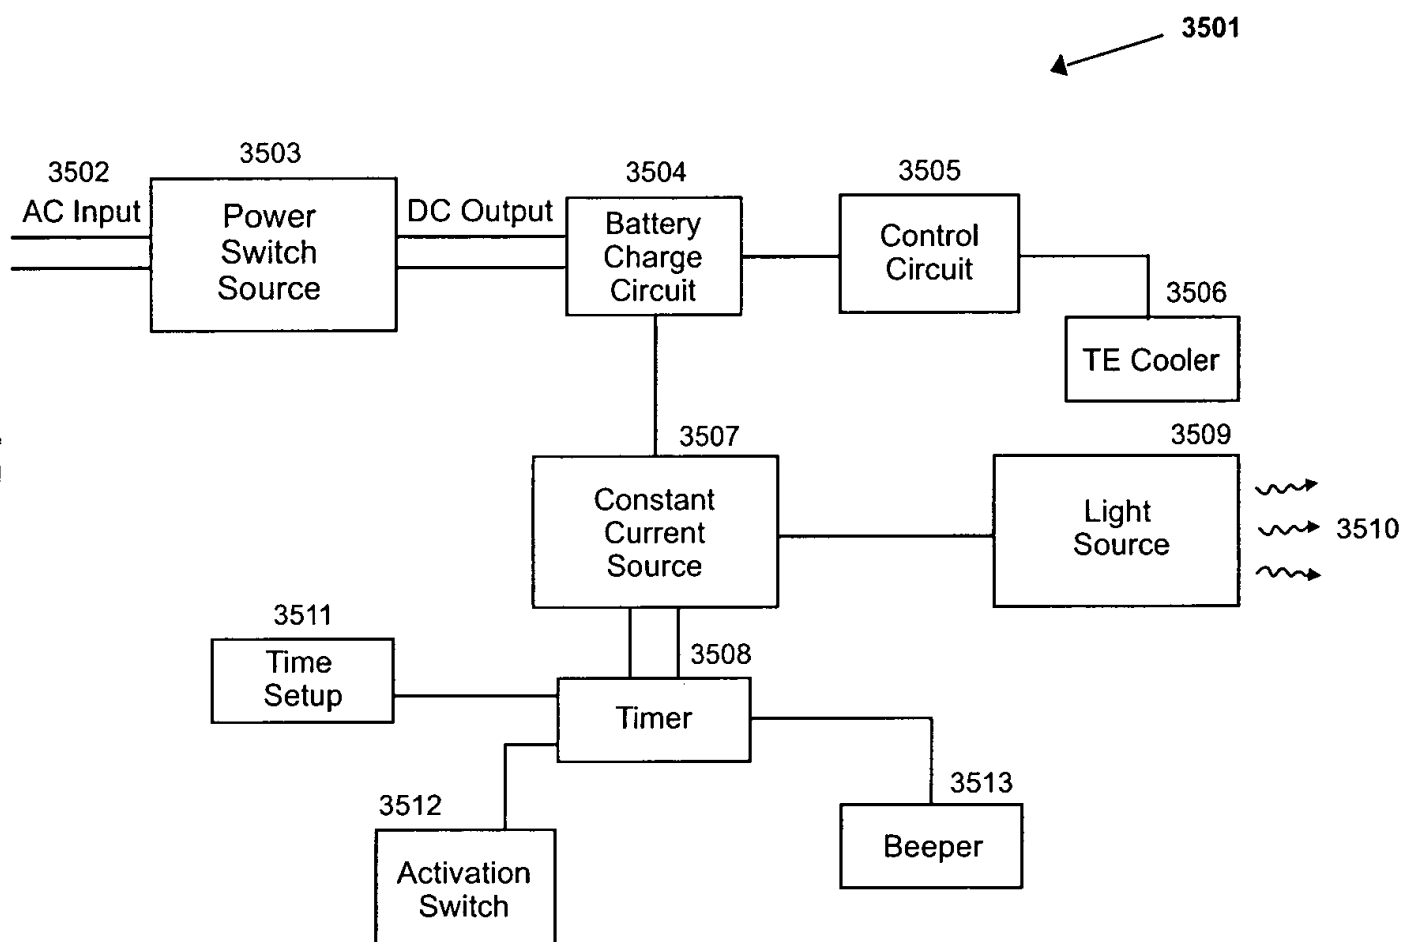 3501
3502
AC Input
3503
Power
Switch
Source
DC Output
3504
Battery
Charge
Circuit
3505
Control
Circuit
3506
TE Cooler
3507
Constant
Current
Source
3509
Light
Source
3510
3511
Time
Setup
3508
Timer
3512
Activation
Switch
3513
Beeper